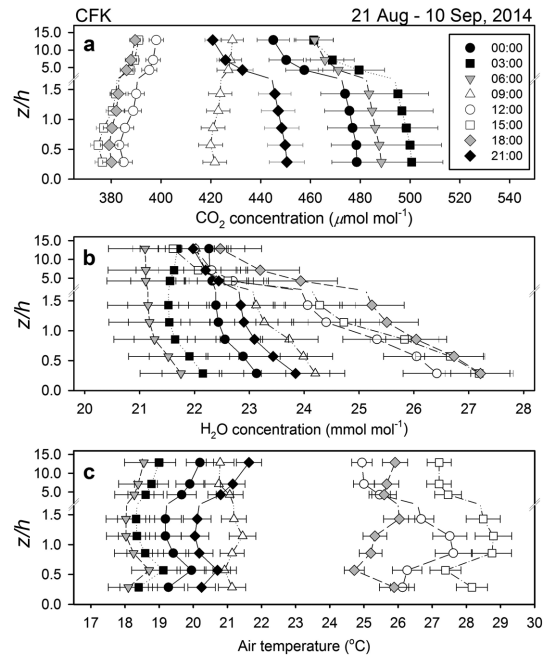 CFK 21 Aug - 10 Sep, 2014
a
15.0
10.0
5.0
1.5
1.0
0.5
0.0
z/h
00:00
03:00
06:00
09:00
12:00
15:00
18:00
21:00
380 400 420 440 460 480 500 520 540
CO₂ concentration (μmol mol⁻¹)
b
15.0
10.0
5.0
1.5
1.0
0.5
0.0
z/h
20 21 22 23 24 25 26 27 28
H₂O concentration (mmol mol⁻¹)
c
15.0
10.0
5.0
1.5
1.0
0.5
0.0
z/h
17 18 19 20 21 22 23 24 25 26 27 28 29 30
Air temperature (°C)